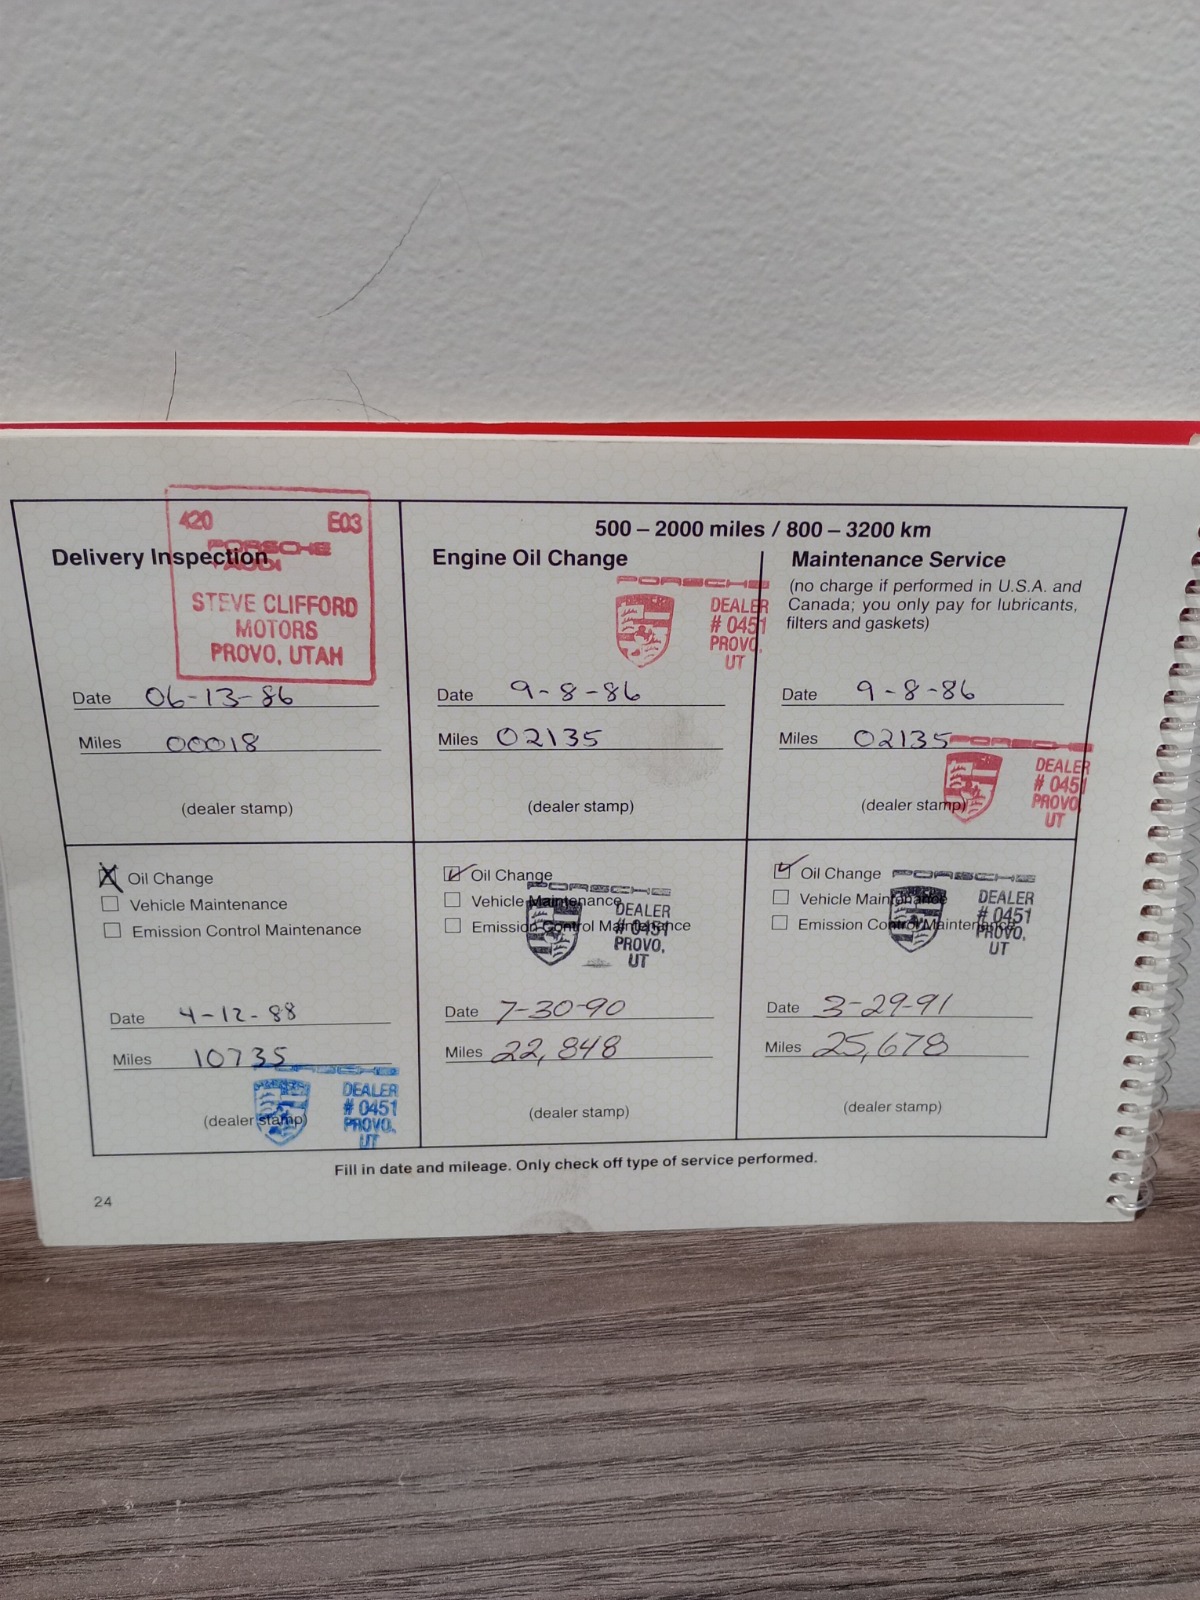 420 E03
PORSCHE
AUDI
STEVE CLIFFORD
MOTORS
PROVO, UTAH
Delivery Inspection
Date 06-13-86
Miles 00018
(dealer stamp)
500 – 2000 miles / 800 – 3200 km
Engine Oil Change
PORSCHE
DEALER
# 0451
PROVO,
UT
Date 9-8-86
Miles 02135
(dealer stamp)
Maintenance Service
(no charge if performed in U.S.A. and
Canada; you only pay for lubricants,
filters and gaskets)
Date 9-8-86
Miles 02135
PORSCHE
DEALER
# 0451
PROVO
UT
(dealer stamp)
Oil Change
Vehicle Maintenance
Emission Control Maintenance
Date 4-12-88
Miles 10735
PORSCHE
DEALER
# 0451
PROVO,
UT
(dealer stamp)
Oil Change
Vehicle Maintenance
Emission Control Maintenance
PORSCHE
DEALER
# 0451
PROVO,
UT
Date 7-30-90
Miles 22,848
(dealer stamp)
Oil Change
Vehicle Maintenance
Emission Control Maintenance
PORSCHE
DEALER
# 0451
PROVO,
UT
Date 3-29-91
Miles 25,678
(dealer stamp)
Fill in date and mileage. Only check off type of service performed.
24